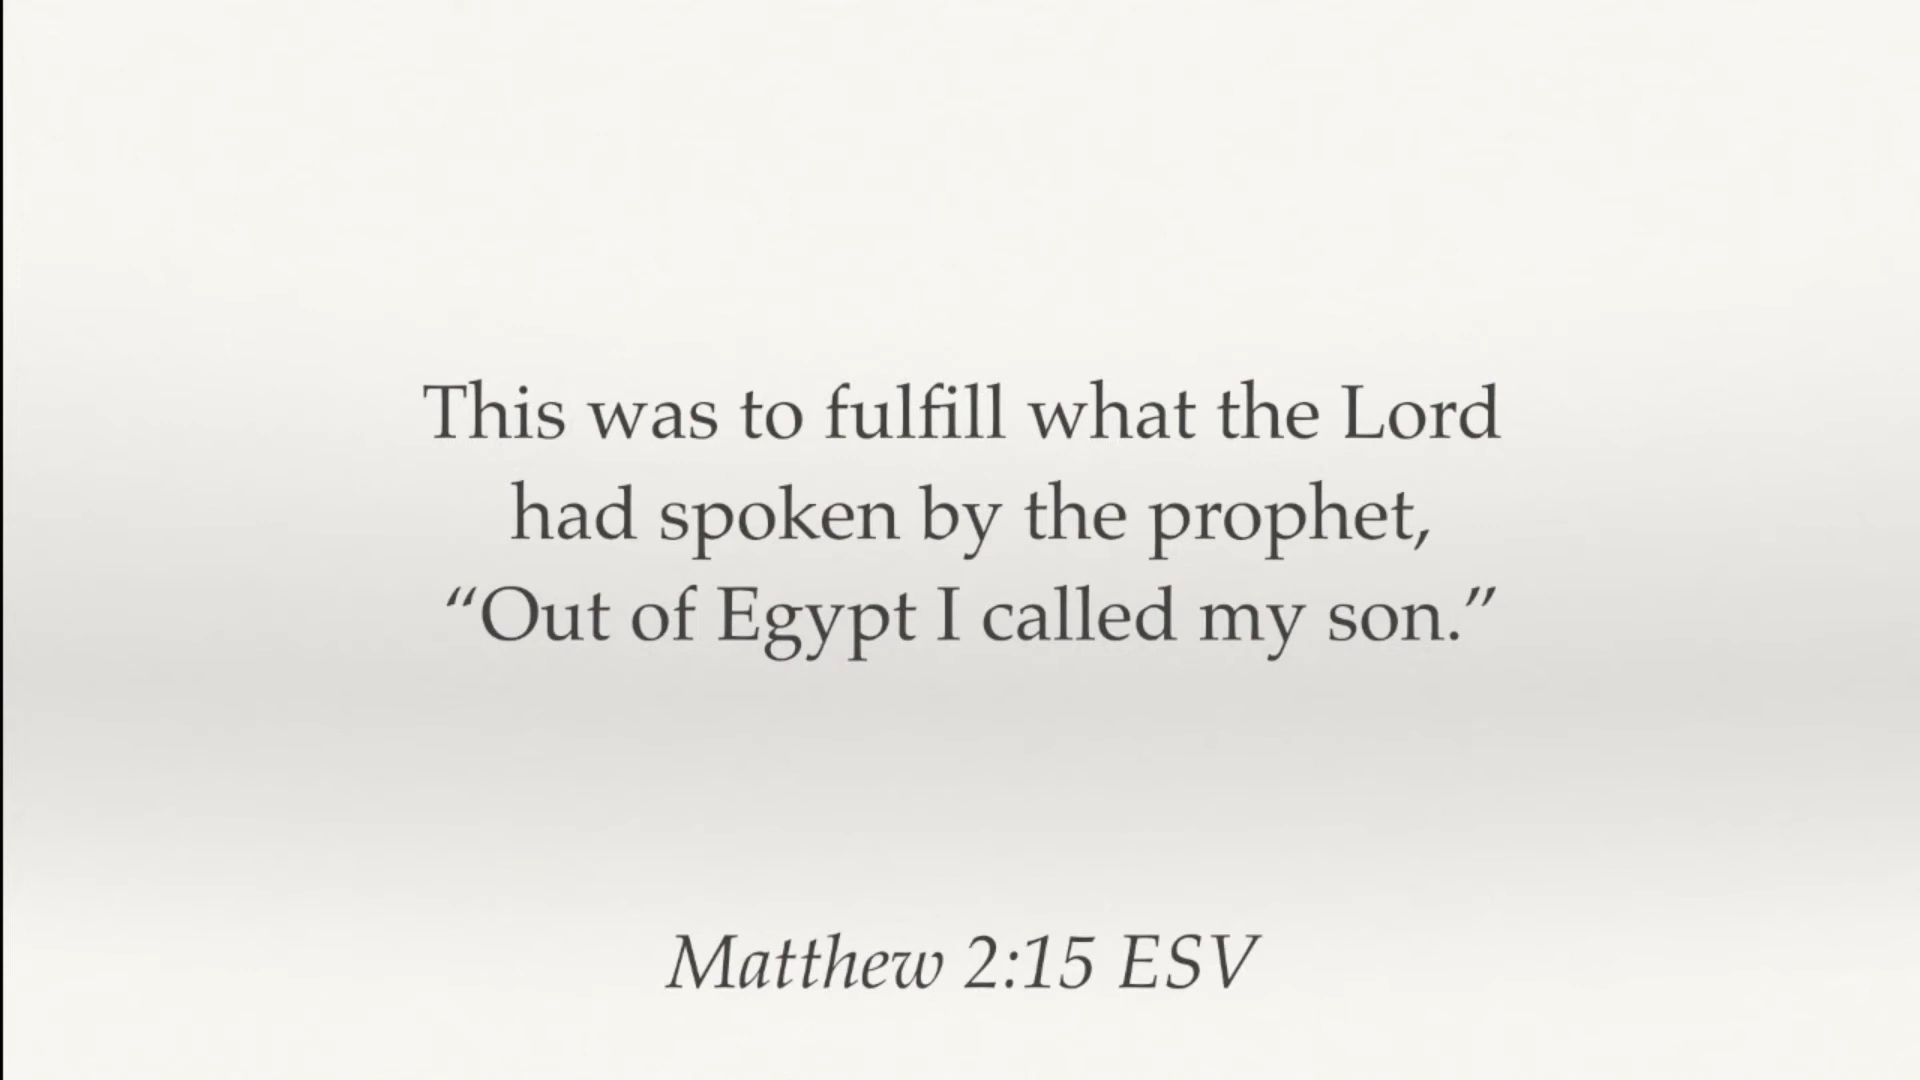 This was to fulfill what the Lord
had spoken by the prophet,
“Out of Egypt I called my son.”
Matthew 2:15 ESV